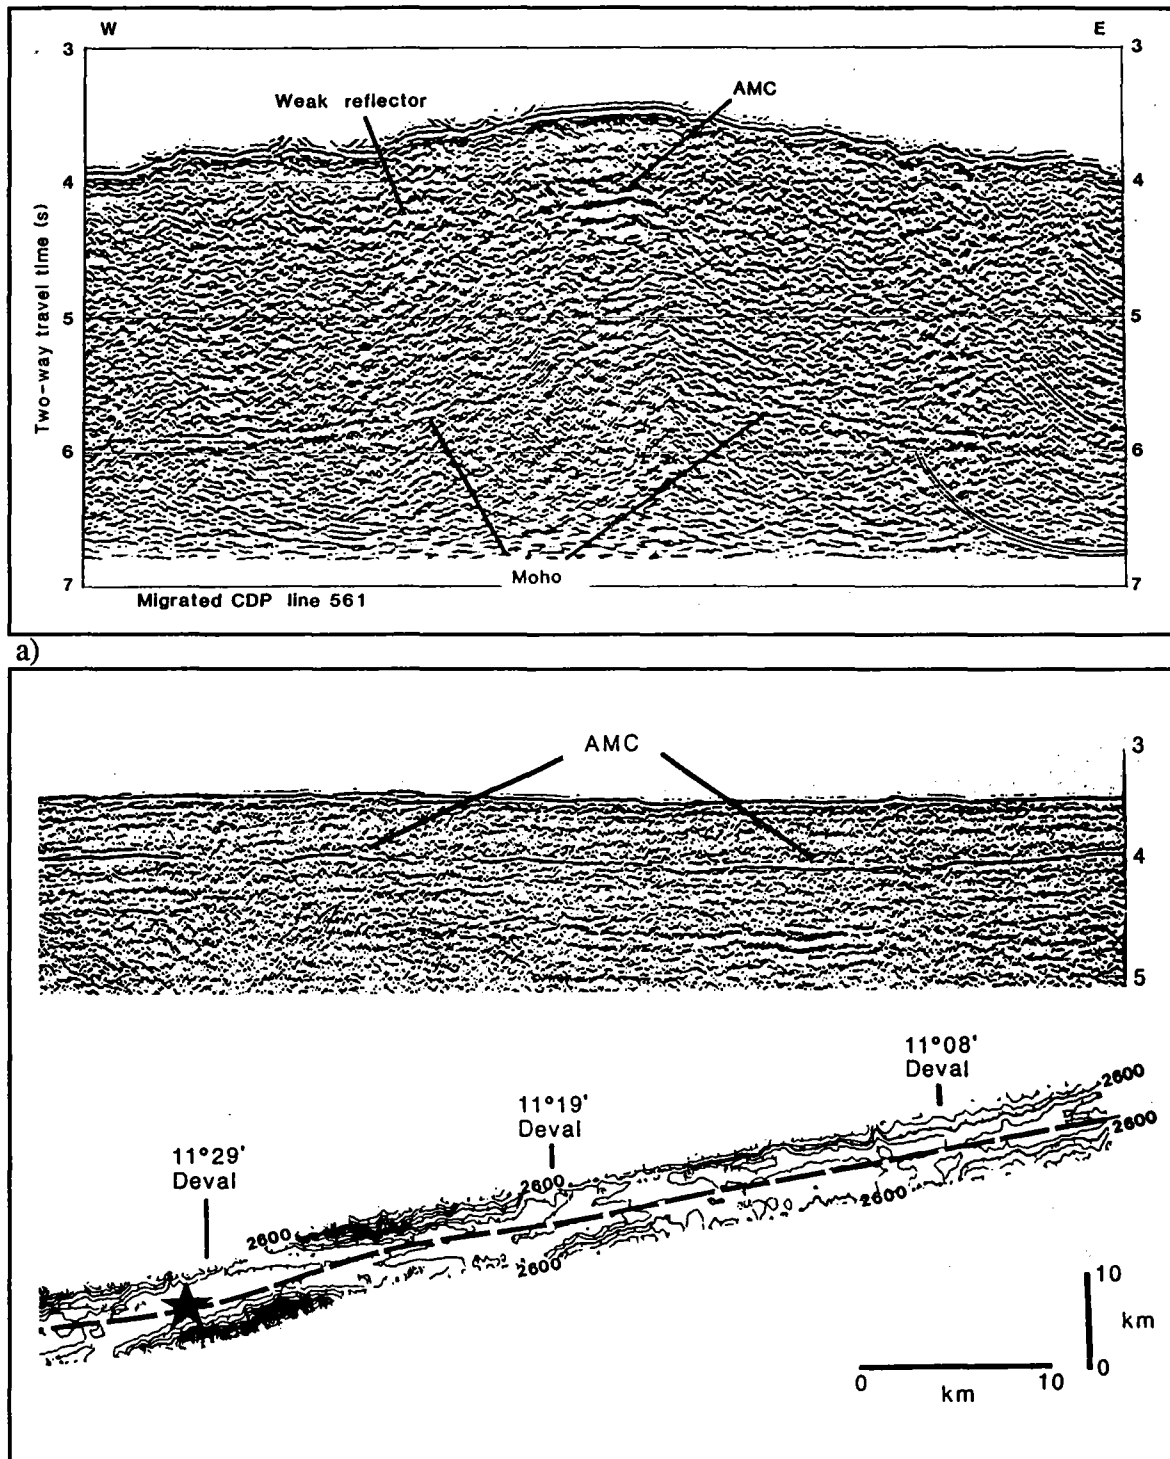 W
E
3
3
Weak reflector
AMC
4
4
Two-way travel time (s)
5
5
6
6
Moho
7
7
Migrated CDP line 561
a)
AMC
3
4
5
11°08'
Deval
2600
11°19'
Deval
2600
11°29'
Deval
2600
2600
2600
2600
10
km
0
0 10
km